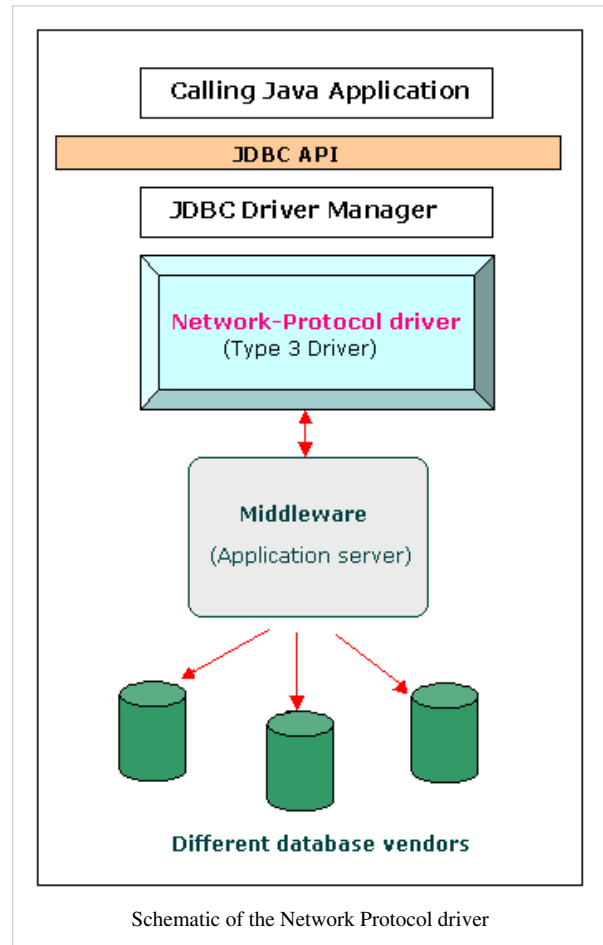 Calling Java Application
JDBC API
JDBC Driver Manager
Network-Protocol driver
(Type 3 Driver)
Middleware
(Application server)
Different database vendors
Schematic of the Network Protocol driver